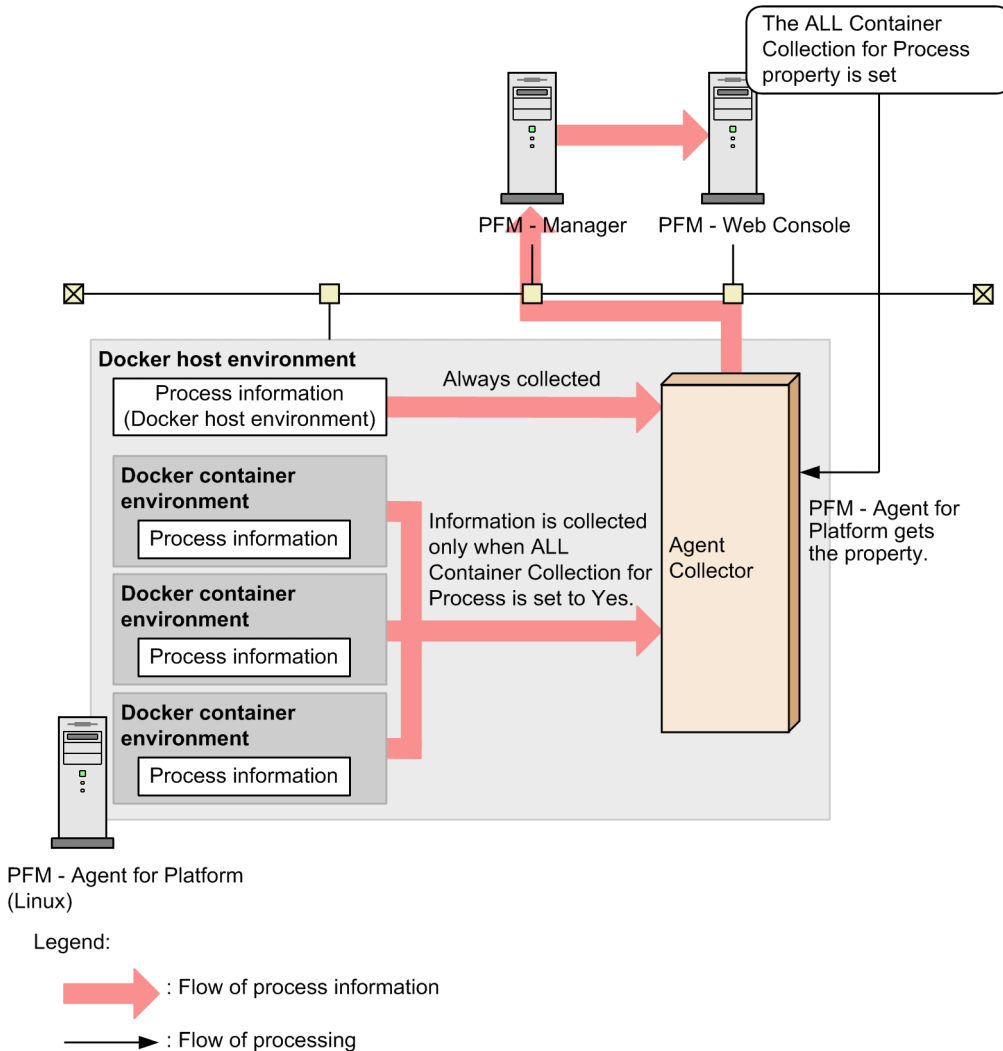 The ALL Container
Collection for Process
property is set
PFM - Manager
PFM - Web Console
Docker host environment
Process information
(Docker host environment)
Always collected
Docker container
environment
Process information
Docker container
environment
Process information
Docker container
environment
Process information
Information is collected
only when ALL
Container Collection for
Process is set to Yes.
Agent
Collector
PFM - Agent for
Platform gets
the property.
PFM - Agent for Platform
(Linux)
Legend:
: Flow of process information
: Flow of processing